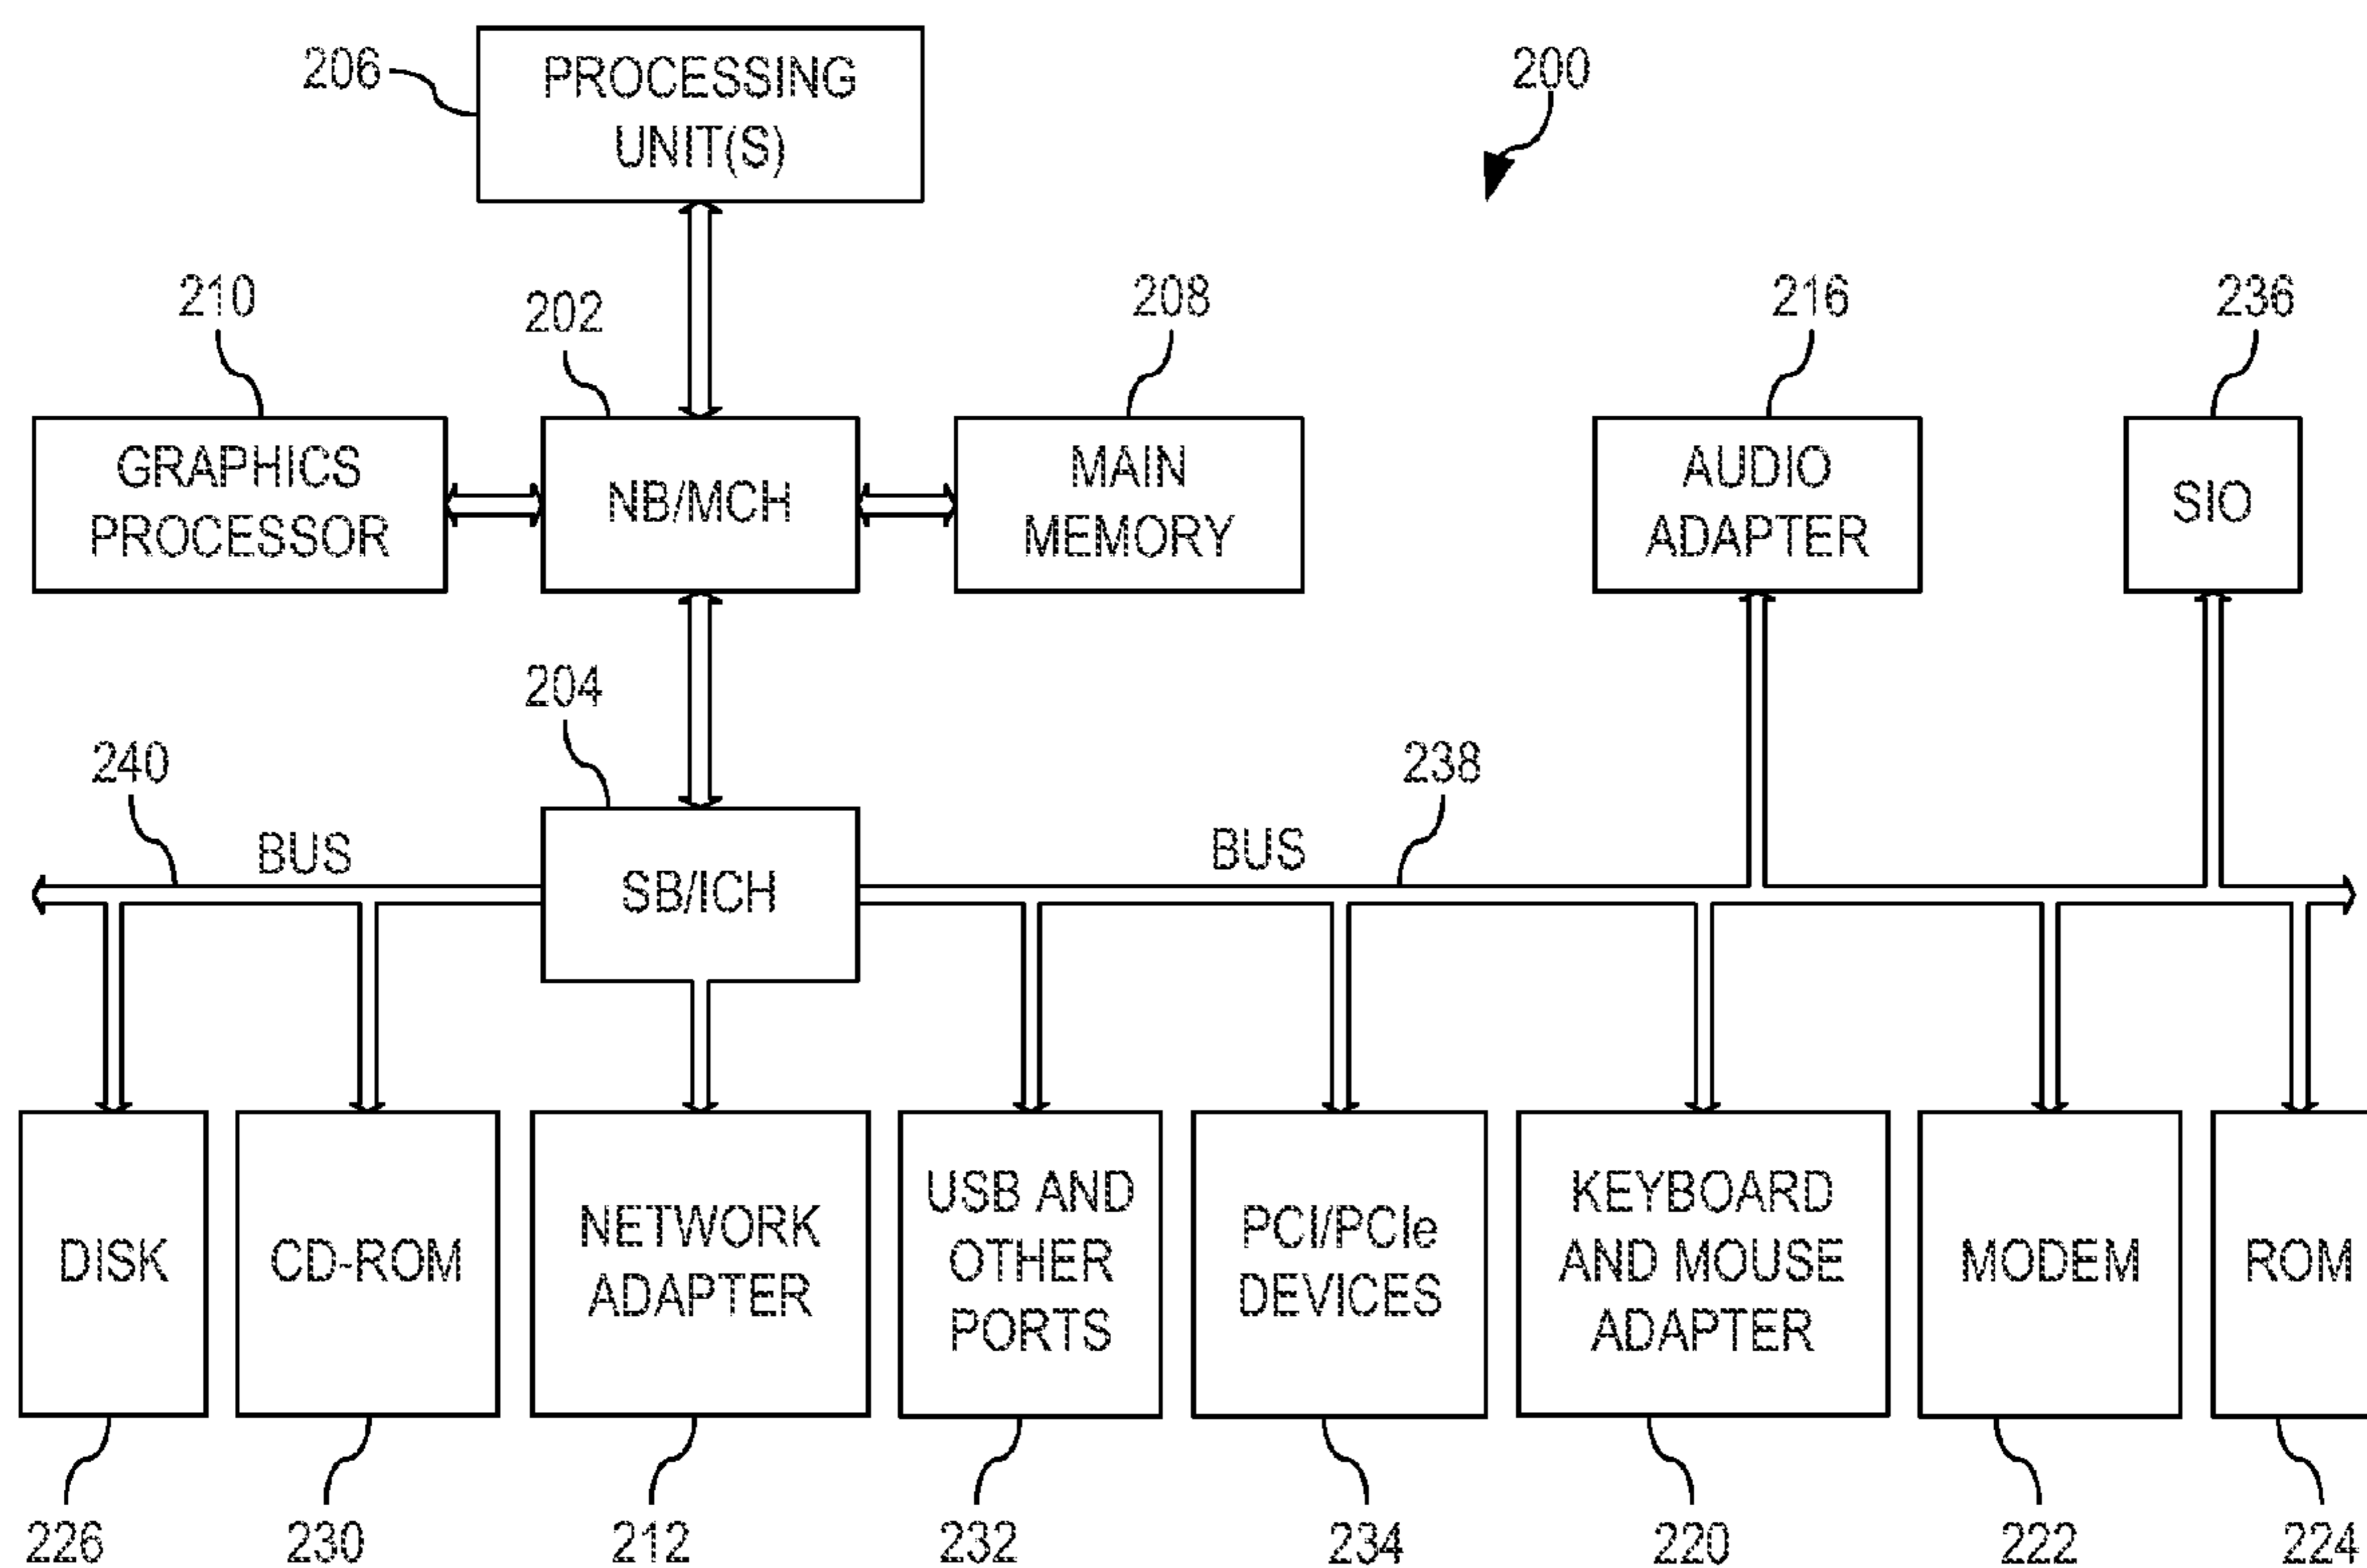 206
PROCESSING
UNIT(S)
200
210
202
208
216
236
GRAPHICS
PROCESSOR
NB/MCH
MAIN
MEMORY
AUDIO
ADAPTER
SIO
204
240
238
BUS
BUS
SB/ICH
DISK
CD-ROM
NETWORK
ADAPTER
USB AND
OTHER
PORTS
PCI/PCIe
DEVICES
KEYBOARD
AND MOUSE
ADAPTER
MODEM
ROM
226
230
212
232
234
220
222
224